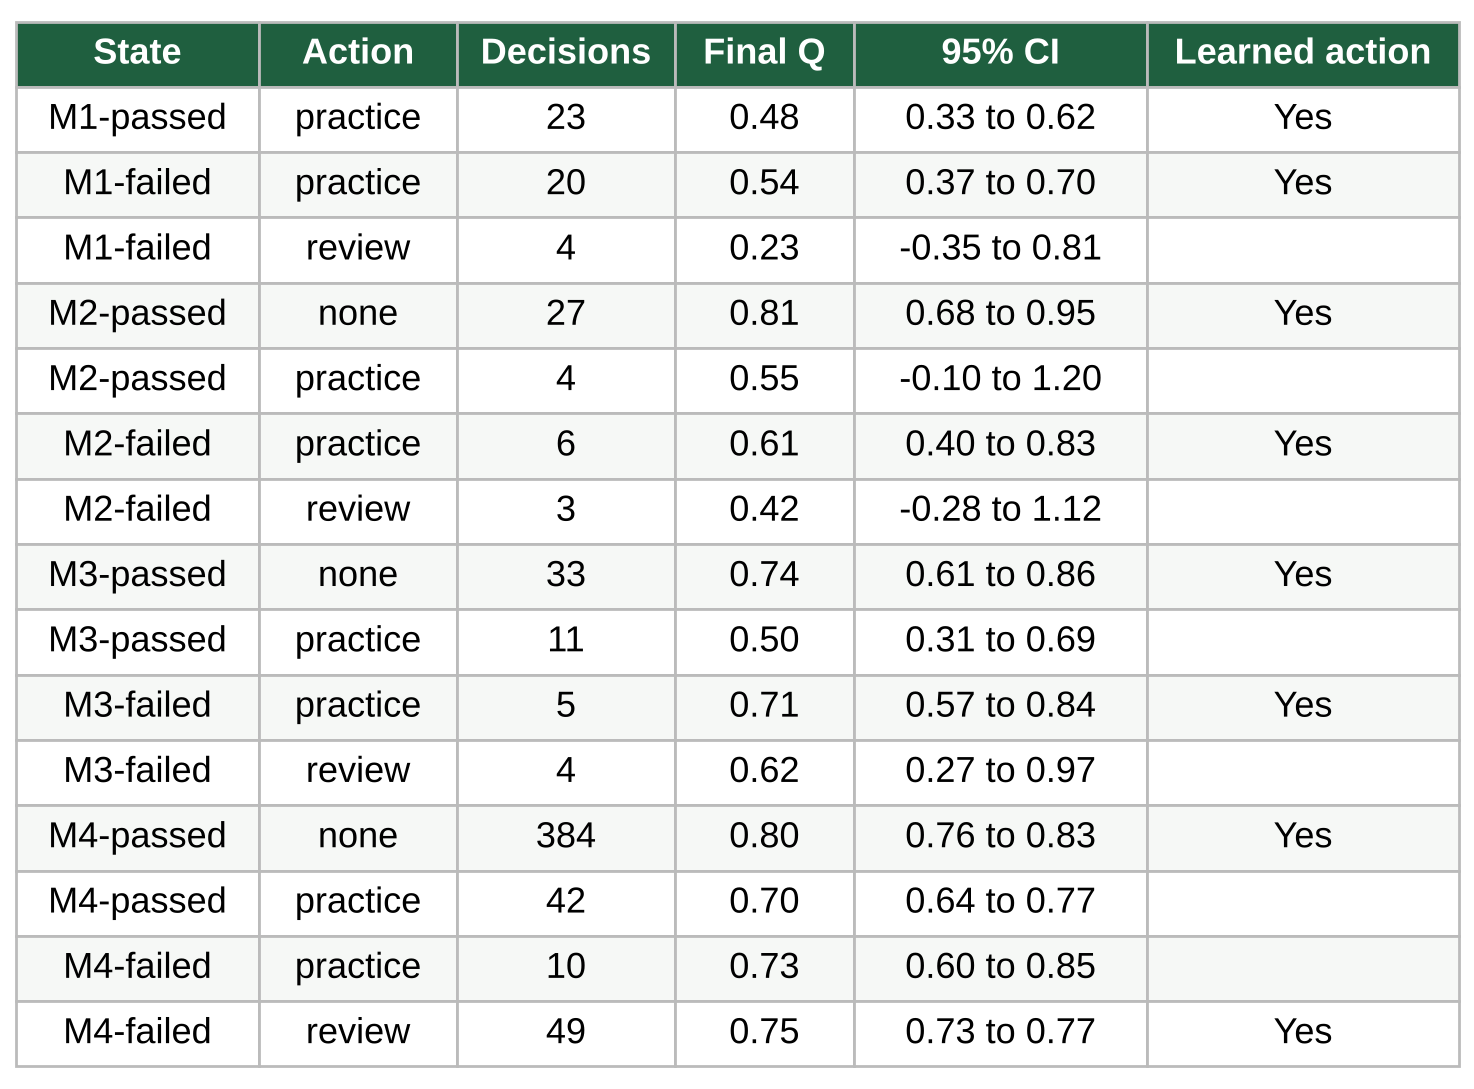 State Action Decisions Final Q 95% CI Learned action
M1-passed practice 23 0.48 0.33 to 0.62 Yes
M1-failed practice 20 0.54 0.37 to 0.70 Yes
M1-failed review 4 0.23 -0.35 to 0.81
M2-passed none 27 0.81 0.68 to 0.95 Yes
M2-passed practice 4 0.55 -0.10 to 1.20
M2-failed practice 6 0.61 0.40 to 0.83 Yes
M2-failed review 3 0.42 -0.28 to 1.12
M3-passed none 33 0.74 0.61 to 0.86 Yes
M3-passed practice 11 0.50 0.31 to 0.69
M3-failed practice 5 0.71 0.57 to 0.84 Yes
M3-failed review 4 0.62 0.27 to 0.97
M4-passed none 384 0.80 0.76 to 0.83 Yes
M4-passed practice 42 0.70 0.64 to 0.77
M4-failed practice 10 0.73 0.60 to 0.85
M4-failed review 49 0.75 0.73 to 0.77 Yes